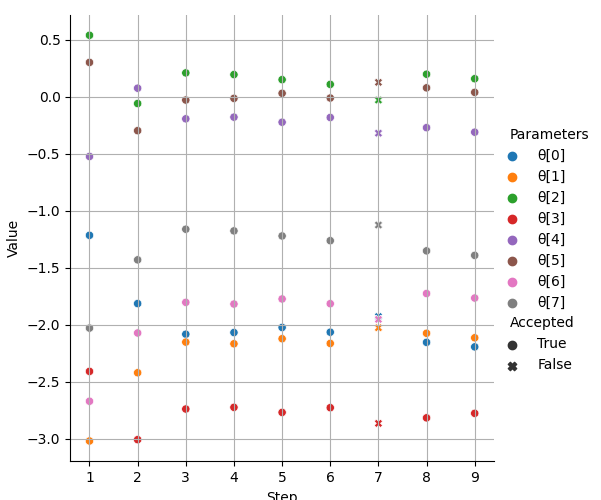 0.5
0.0
−0.5
−1.0
−1.5
−2.0
−2.5
−3.0
Value
1 2 3 4 5 6 7 8 9
Step
Parameters
θ[0]
θ[1]
θ[2]
θ[3]
θ[4]
θ[5]
θ[6]
θ[7]
Accepted
True
False